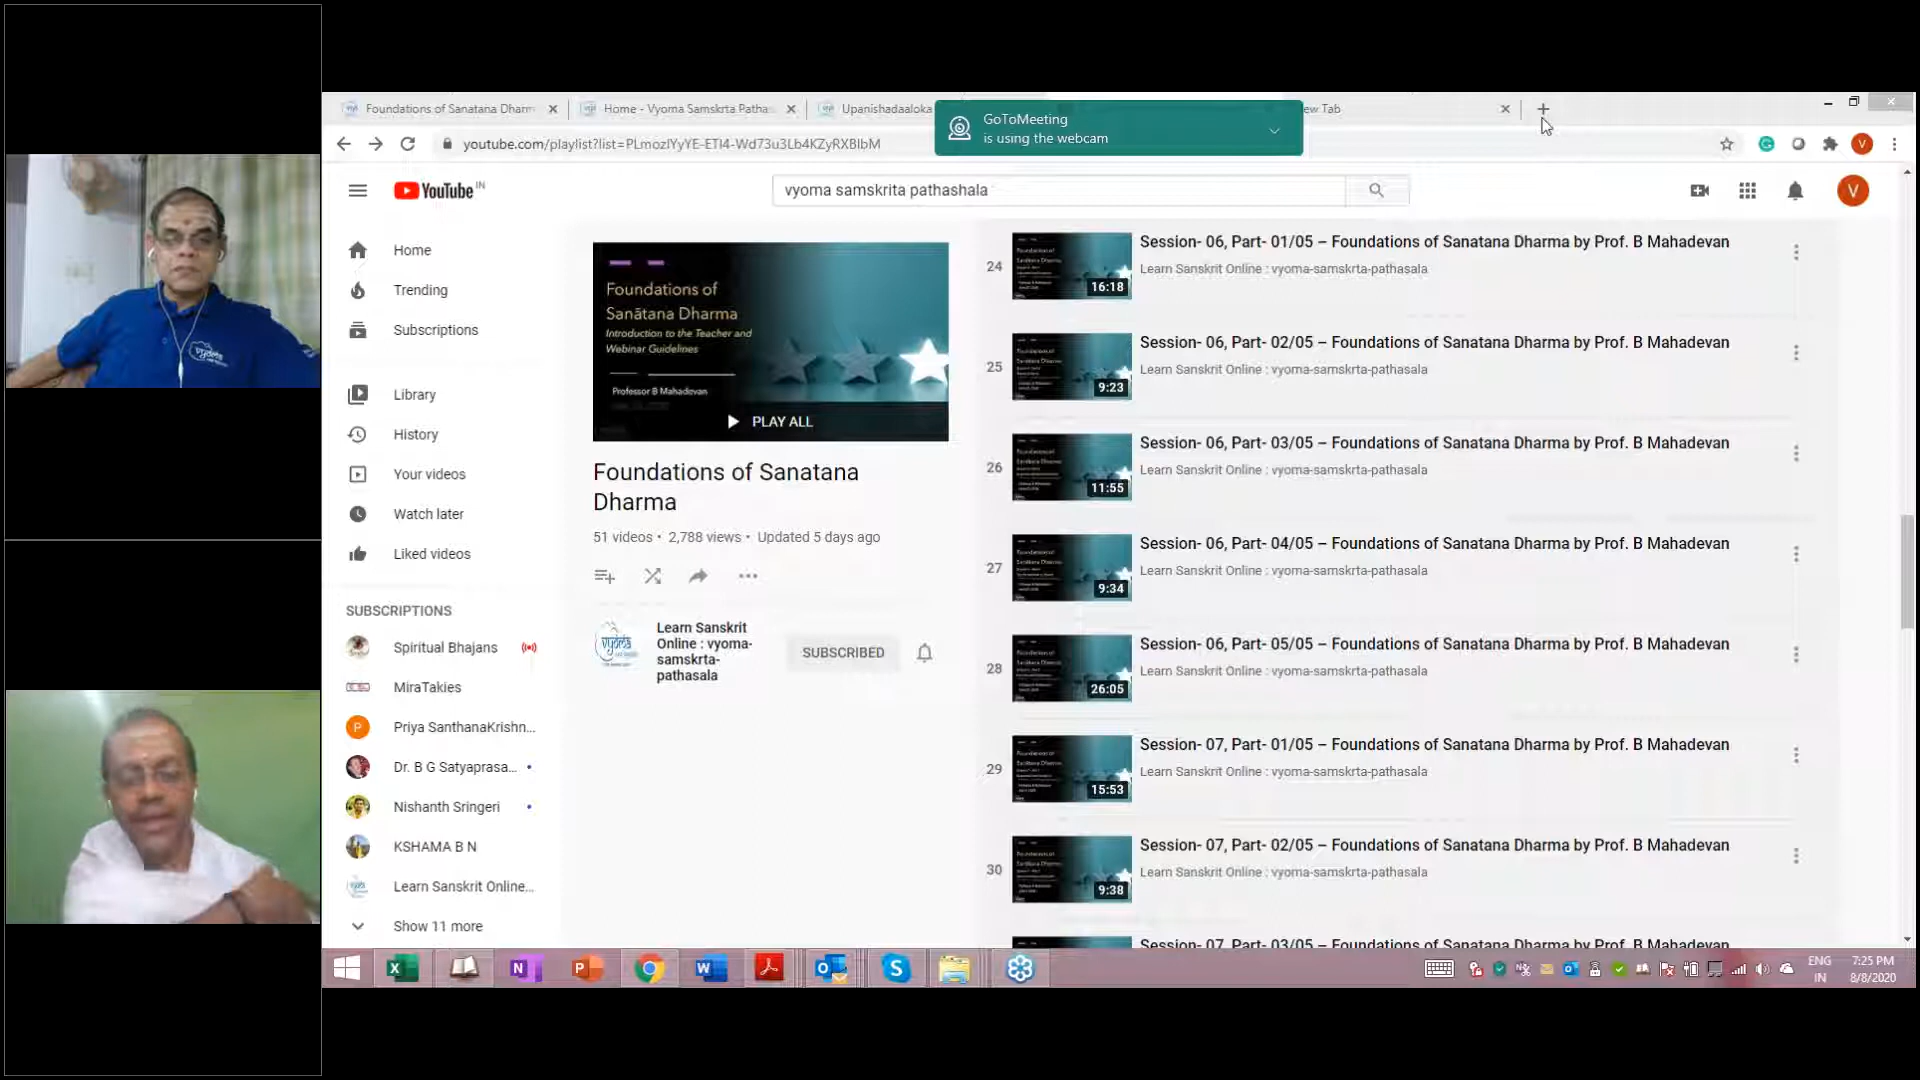 Foundations of Sanatana Dharm
Home - Vyoma Samskrta Patha
Upanishadaaloka
ew Tab
GoToMeeting
is using the webcam
youtube.com/playlist?list=PLmozlYyYE-ETI4-Wd73u3Lb4KZyRXBlbM
V
YouTube IN
vyoma samskrita pathashala
V
Home
Trending
Subscriptions
Library
History
Your videos
Watch later
Liked videos
SUBSCRIPTIONS
Spiritual Bhajans
MiraTakies
P
Priya SanthanaKrishn...
Dr. B G Satyaprasa...
Nishanth Sringeri
KSHAMA B N
Learn Sanskrit Online...
Show 11 more
Foundations of
Sanātana Dharma
Introduction to the Teacher and
Webinar Guidelines
Professor B Mahadevan
PLAY ALL
Foundations of Sanatana
Dharma
51 videos • 2,788 views • Updated 5 days ago
vyoma
Learn Sanskrit
Online : vyoma-
samskrta-
pathasala
SUBSCRIBED
24
16:18
Session- 06, Part- 01/05 – Foundations of Sanatana Dharma by Prof. B Mahadevan
Learn Sanskrit Online : vyoma-samskrta-pathasala
25
9:23
Session- 06, Part- 02/05 – Foundations of Sanatana Dharma by Prof. B Mahadevan
Learn Sanskrit Online : vyoma-samskrta-pathasala
26
11:55
Session- 06, Part- 03/05 – Foundations of Sanatana Dharma by Prof. B Mahadevan
Learn Sanskrit Online : vyoma-samskrta-pathasala
27
9:34
Session- 06, Part- 04/05 – Foundations of Sanatana Dharma by Prof. B Mahadevan
Learn Sanskrit Online : vyoma-samskrta-pathasala
28
26:05
Session- 06, Part- 05/05 – Foundations of Sanatana Dharma by Prof. B Mahadevan
Learn Sanskrit Online : vyoma-samskrta-pathasala
29
15:53
Session- 07, Part- 01/05 – Foundations of Sanatana Dharma by Prof. B Mahadevan
Learn Sanskrit Online : vyoma-samskrta-pathasala
30
9:38
Session- 07, Part- 02/05 – Foundations of Sanatana Dharma by Prof. B Mahadevan
Learn Sanskrit Online : vyoma-samskrta-pathasala
Session- 07, Part- 03/05 – Foundations of Sanatana Dharma by Prof. B Mahadevan
ENG
IN
7:25 PM
8/8/2020